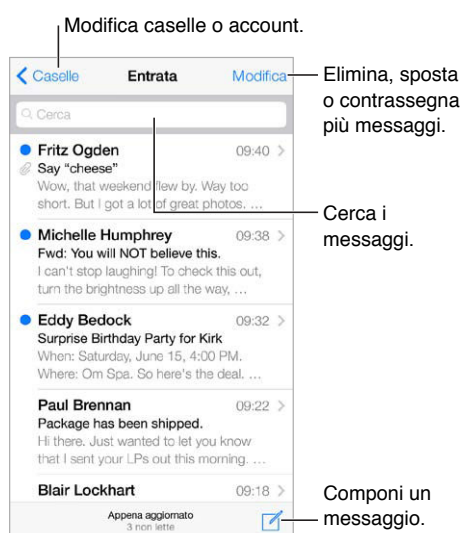 Modifica caselle o account.
Caselle Entrata Modifica
Elimina, sposta
o contrassegna
più messaggi.
Cerca
Fritz Ogden 09:40
Say “cheese”
Wow, that weekend flew by. Way too
short. But I got a lot of great photos. …
Cerca i
messaggi.
Michelle Humphrey 09:38
Fwd: You will NOT believe this.
I can't stop laughing! To check this out,
turn the brightness up all the way, …
Eddy Bedock 09:32
Surprise Birthday Party for Kirk
When: Saturday, June 15, 4:00 PM.
Where: Om Spa. So here's the deal. …
Paul Brennan 09:22
Package has been shipped.
Hi there. Just wanted to let you know
that I sent your LPs out this morning. …
Blair Lockhart 09:18
Appena aggiornato
3 non lette
Componi un
messaggio.